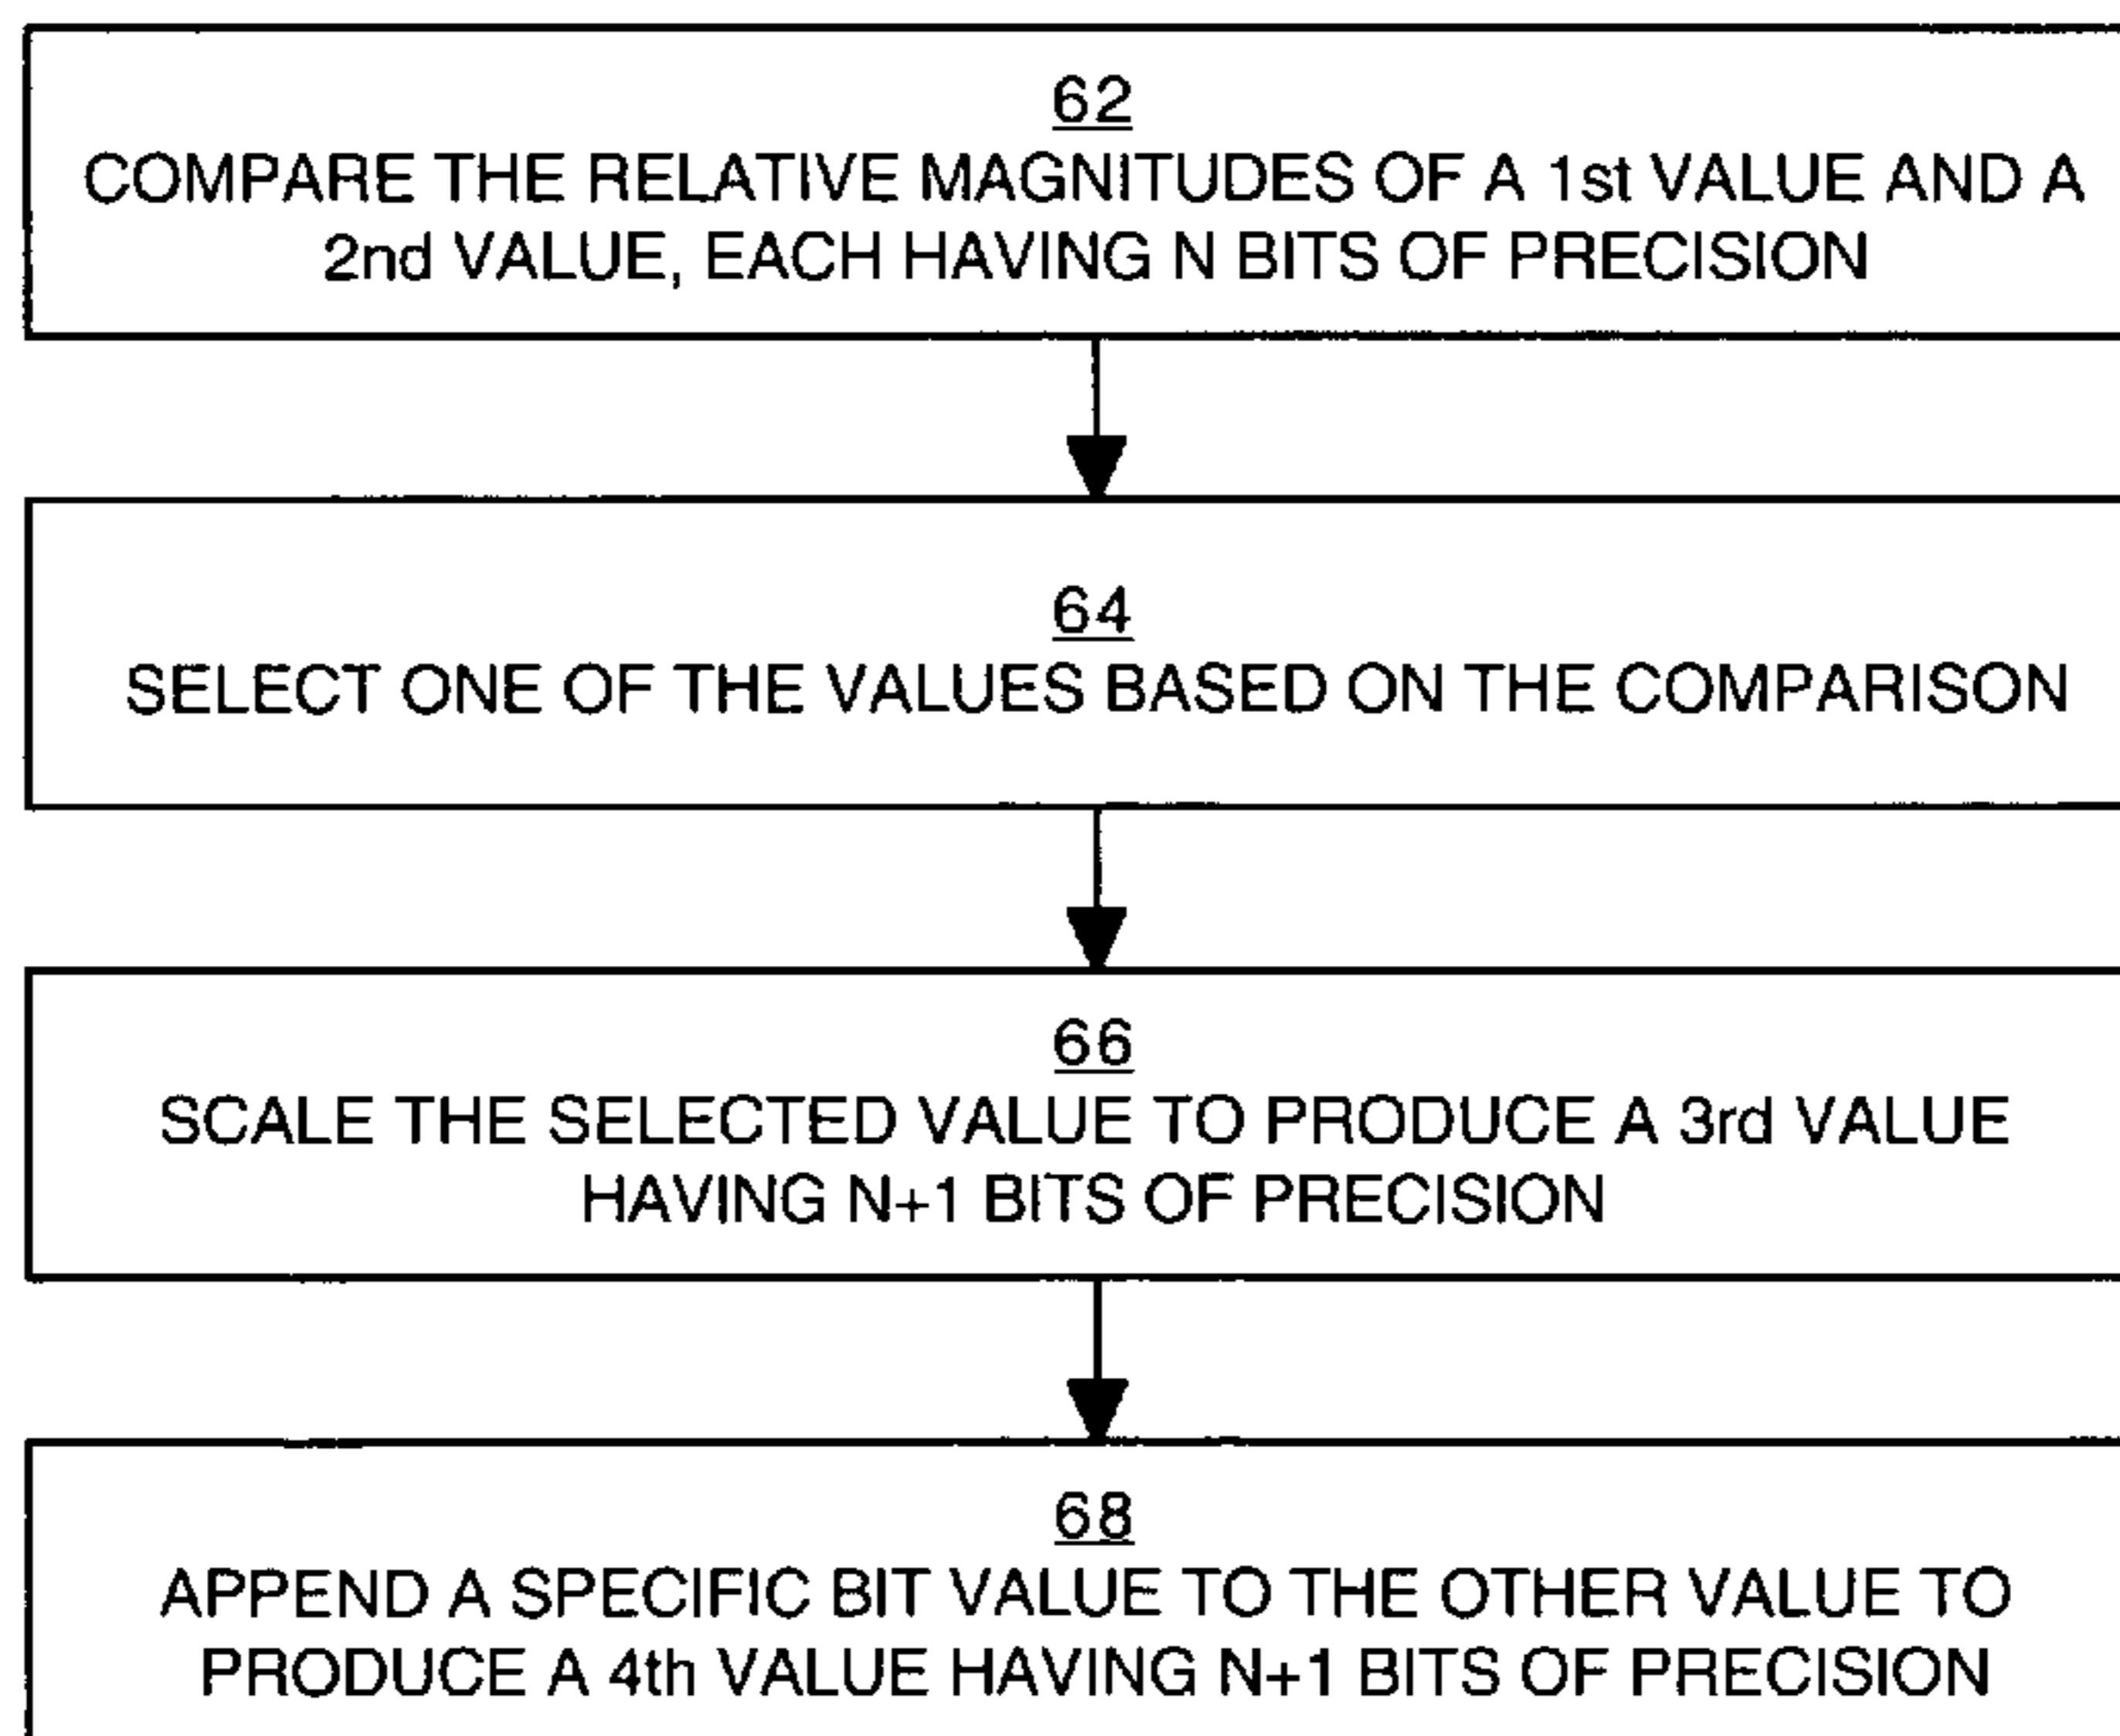 62
COMPARE THE RELATIVE MAGNITUDES OF A 1st VALUE AND A
2nd VALUE, EACH HAVING N BITS OF PRECISION
64
SELECT ONE OF THE VALUES BASED ON THE COMPARISON
66
SCALE THE SELECTED VALUE TO PRODUCE A 3rd VALUE
HAVING N+1 BITS OF PRECISION
68
APPEND A SPECIFIC BIT VALUE TO THE OTHER VALUE TO
PRODUCE A 4th VALUE HAVING N+1 BITS OF PRECISION